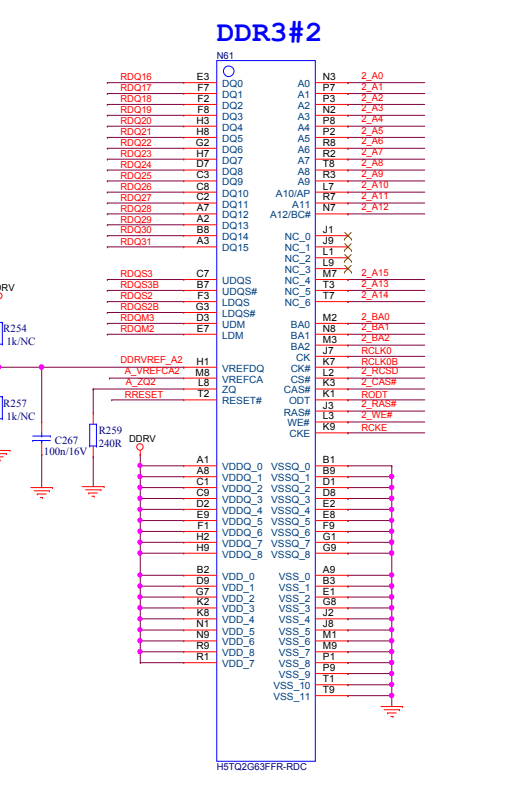 DDR3#2
N61
RDQ16 E3 DQ0 A0 N3 2_A0
RDQ17 F7 DQ1 A1 P7 2_A1
RDQ18 F2 DQ2 A2 P3 2_A2
RDQ19 F8 DQ3 A3 N2 2_A3
RDQ20 H3 DQ4 A4 P8 2_A4
RDQ21 H8 DQ5 A5 P2 2_A5
RDQ22 G2 DQ6 A6 R8 2_A6
RDQ23 H7 DQ7 A7 R2 2_A7
RDQ24 D7 DQ8 A8 T8 2_A8
RDQ25 C3 DQ9 A9 R3 2_A9
RDQ26 C8 DQ10 A10/AP L7 2_A10
RDQ27 C2 DQ11 A11 R7 2_A11
RDQ28 A7 DQ12 A12/BC# N7 2_A12
RDQ29 A2 DQ13
RDQ30 B8 DQ14 NC_0 J1
RDQ31 A3 DQ15 NC_1 J9
NC_2 L1
NC_3 L9
RDQS3 C7 UDQS NC_4 M7 2_A15
RDQS3B B7 UDQS# NC_5 T3 2_A13
RDQS2 F3 LDQS NC_6 T7 2_A14
RDQS2B G3 LDQS#
RDQM3 D3 UDM BA0 M2 2_BA0
RDQM2 E7 LDM BA1 N8 2_BA1
BA2 M3 2_BA2
CK J7 RCLK0
DDRVREF_A2 H1 VREFDQ CK# K7 RCLK0B
A_VREFCA2 M8 VREFCA CS# L2 2_RCSD
A_ZQ2 L8 ZQ CAS# K3 2_CAS#
RRESET T2 RESET# ODT K1 RODT
RAS# J3 2_RAS#
WE# L3 2_WE#
CKE K9 RCKE
DRV
R254
1k/NC
R257
1k/NC
C267
100n/16V
R259
240R
DDRV
A1 VDDQ_0 VSSQ_0 B1
A8 VDDQ_1 VSSQ_1 B9
C1 VDDQ_2 VSSQ_2 D1
C9 VDDQ_3 VSSQ_3 D8
D2 VDDQ_4 VSSQ_4 E2
E9 VDDQ_5 VSSQ_5 E8
F1 VDDQ_6 VSSQ_6 F9
H2 VDDQ_7 VSSQ_7 G1
H9 VDDQ_8 VSSQ_8 G9
B2 VDD_0 VSS_0 A9
D9 VDD_1 VSS_1 B3
G7 VDD_2 VSS_2 E1
K2 VDD_3 VSS_3 G8
K8 VDD_4 VSS_4 J2
N1 VDD_5 VSS_5 J8
N9 VDD_6 VSS_6 M1
R9 VDD_8 VSS_7 M9
R1 VDD_7 VSS_8 P1
VSS_9 P9
VSS_10 T1
VSS_11 T9
H5TQ2G63FFR-RDC